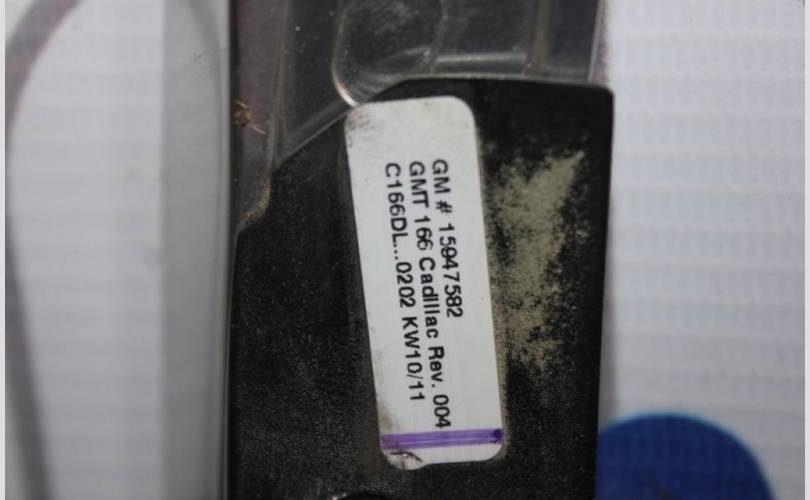 GM # 15947582
GMT 166 Cadillac Rev. 004
C166DL...0202 KW10/11